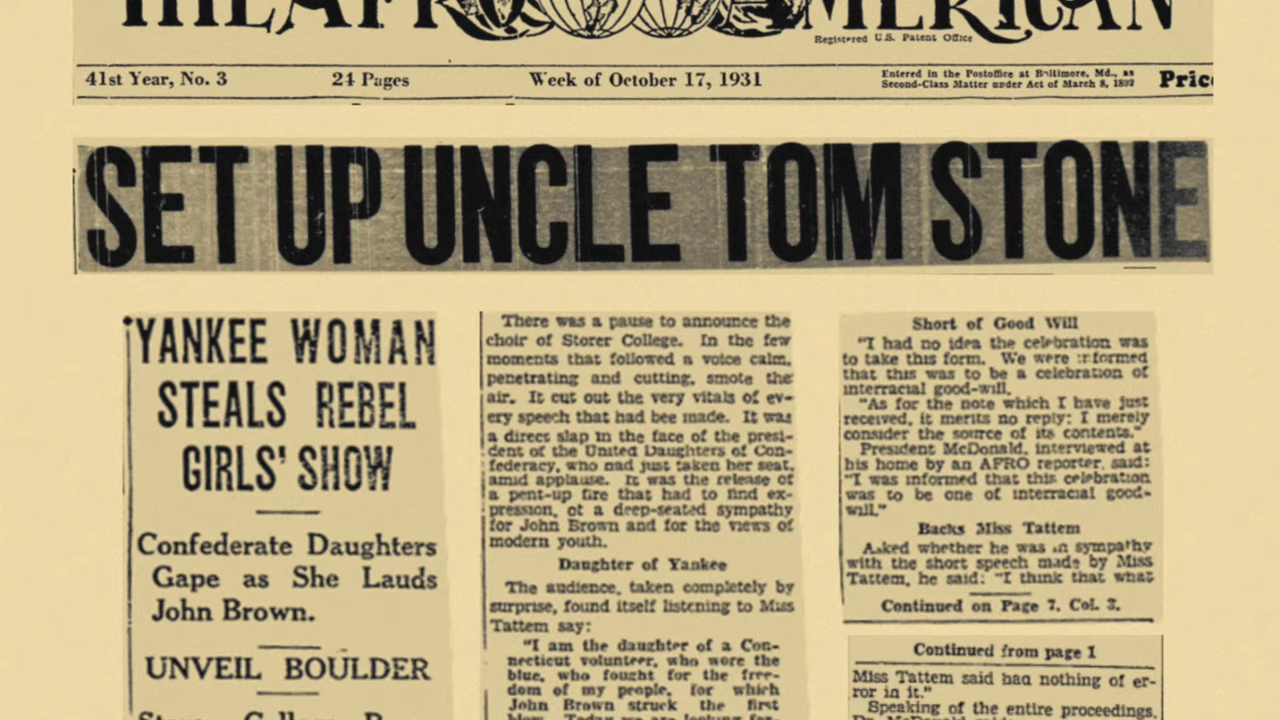 THE AFRO AMERICAN
Registered U.S. Patent Office
41st Year, No. 3
24 Pages
Week of October 17, 1931
Entered in the Postoffice at Baltimore, Md., as
Second-Class Matter under Act of March 8, 1892
Pric
SET UP UNCLE TOM STONE
YANKEE WOMAN
STEALS REBEL
GIRLS' SHOW
Confederate Daughters
Gape as She Lauds
John Brown.
UNVEIL BOULDER
There was a pause to announce the
choir of Storer College. In the few
moments that followed a voice calm,
penetrating and cutting, smote the
air. It cut out the very vitals of ev-
ery speech that had bee made. It was
a direct slap in the face of the presi-
dent of the United Daughters of Con-
federacy, who had just taken her seat,
amid applause. It was the release of
a pent-up fire that had to find ex-
pression, of a deep-seated sympathy
for John Brown and for the views of
modern youth.
Daughter of Yankee
The audience, taken completely by
surprise, found itself listening to Miss
Tattem say:
"I am the daughter of a Con-
necticut volunteer, who wore the
blue, who fought for the free-
dom of my people, for which
John Brown struck the first
Short of Good Will
"I had no idea the celebration was
to take this form. We were informed
that this was to be a celebration of
interracial good-will.
"As for the note which I have just
received, it merits no reply; I merely
consider the source of its contents."
President McDonald, interviewed at
his home by an AFRO reporter, said:
"I was informed that this celebration
was to be one of interracial good-
will."
Backs Miss Tattem
Asked whether he was in sympathy
with the short speech made by Miss
Tattem, he said: "I think that what
Continued on Page 7, Col. 3.
Continued from page 1
Miss Tattem said had nothing of er-
ror in it."
Speaking of the entire proceedings,